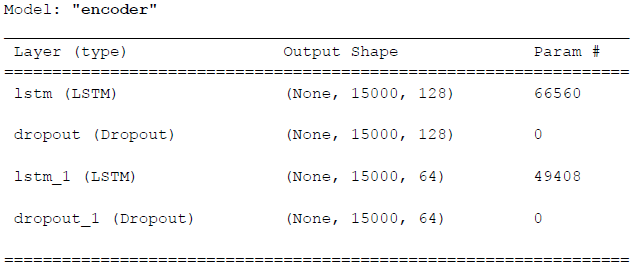 Model: "encoder"
Layer (type) Output Shape Param #
=================================================================
lstm (LSTM) (None, 15000, 128) 66560
dropout (Dropout) (None, 15000, 128) 0
lstm_1 (LSTM) (None, 15000, 64) 49408
dropout_1 (Dropout) (None, 15000, 64) 0
=================================================================